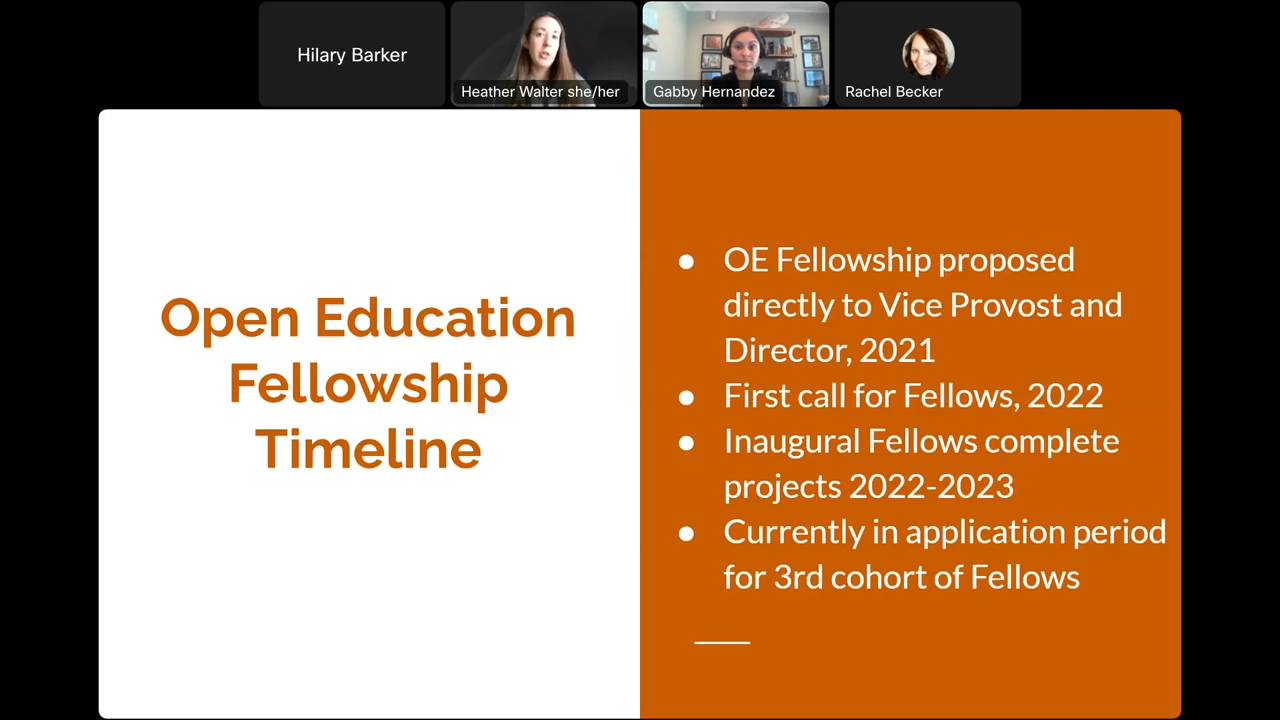 Hilary Barker
Heather Walter she/her
Gabby Hernandez
Rachel Becker
Open Education
Fellowship
Timeline
● OE Fellowship proposed
directly to Vice Provost and
Director, 2021
● First call for Fellows, 2022
● Inaugural Fellows complete
projects 2022-2023
● Currently in application period
for 3rd cohort of Fellows